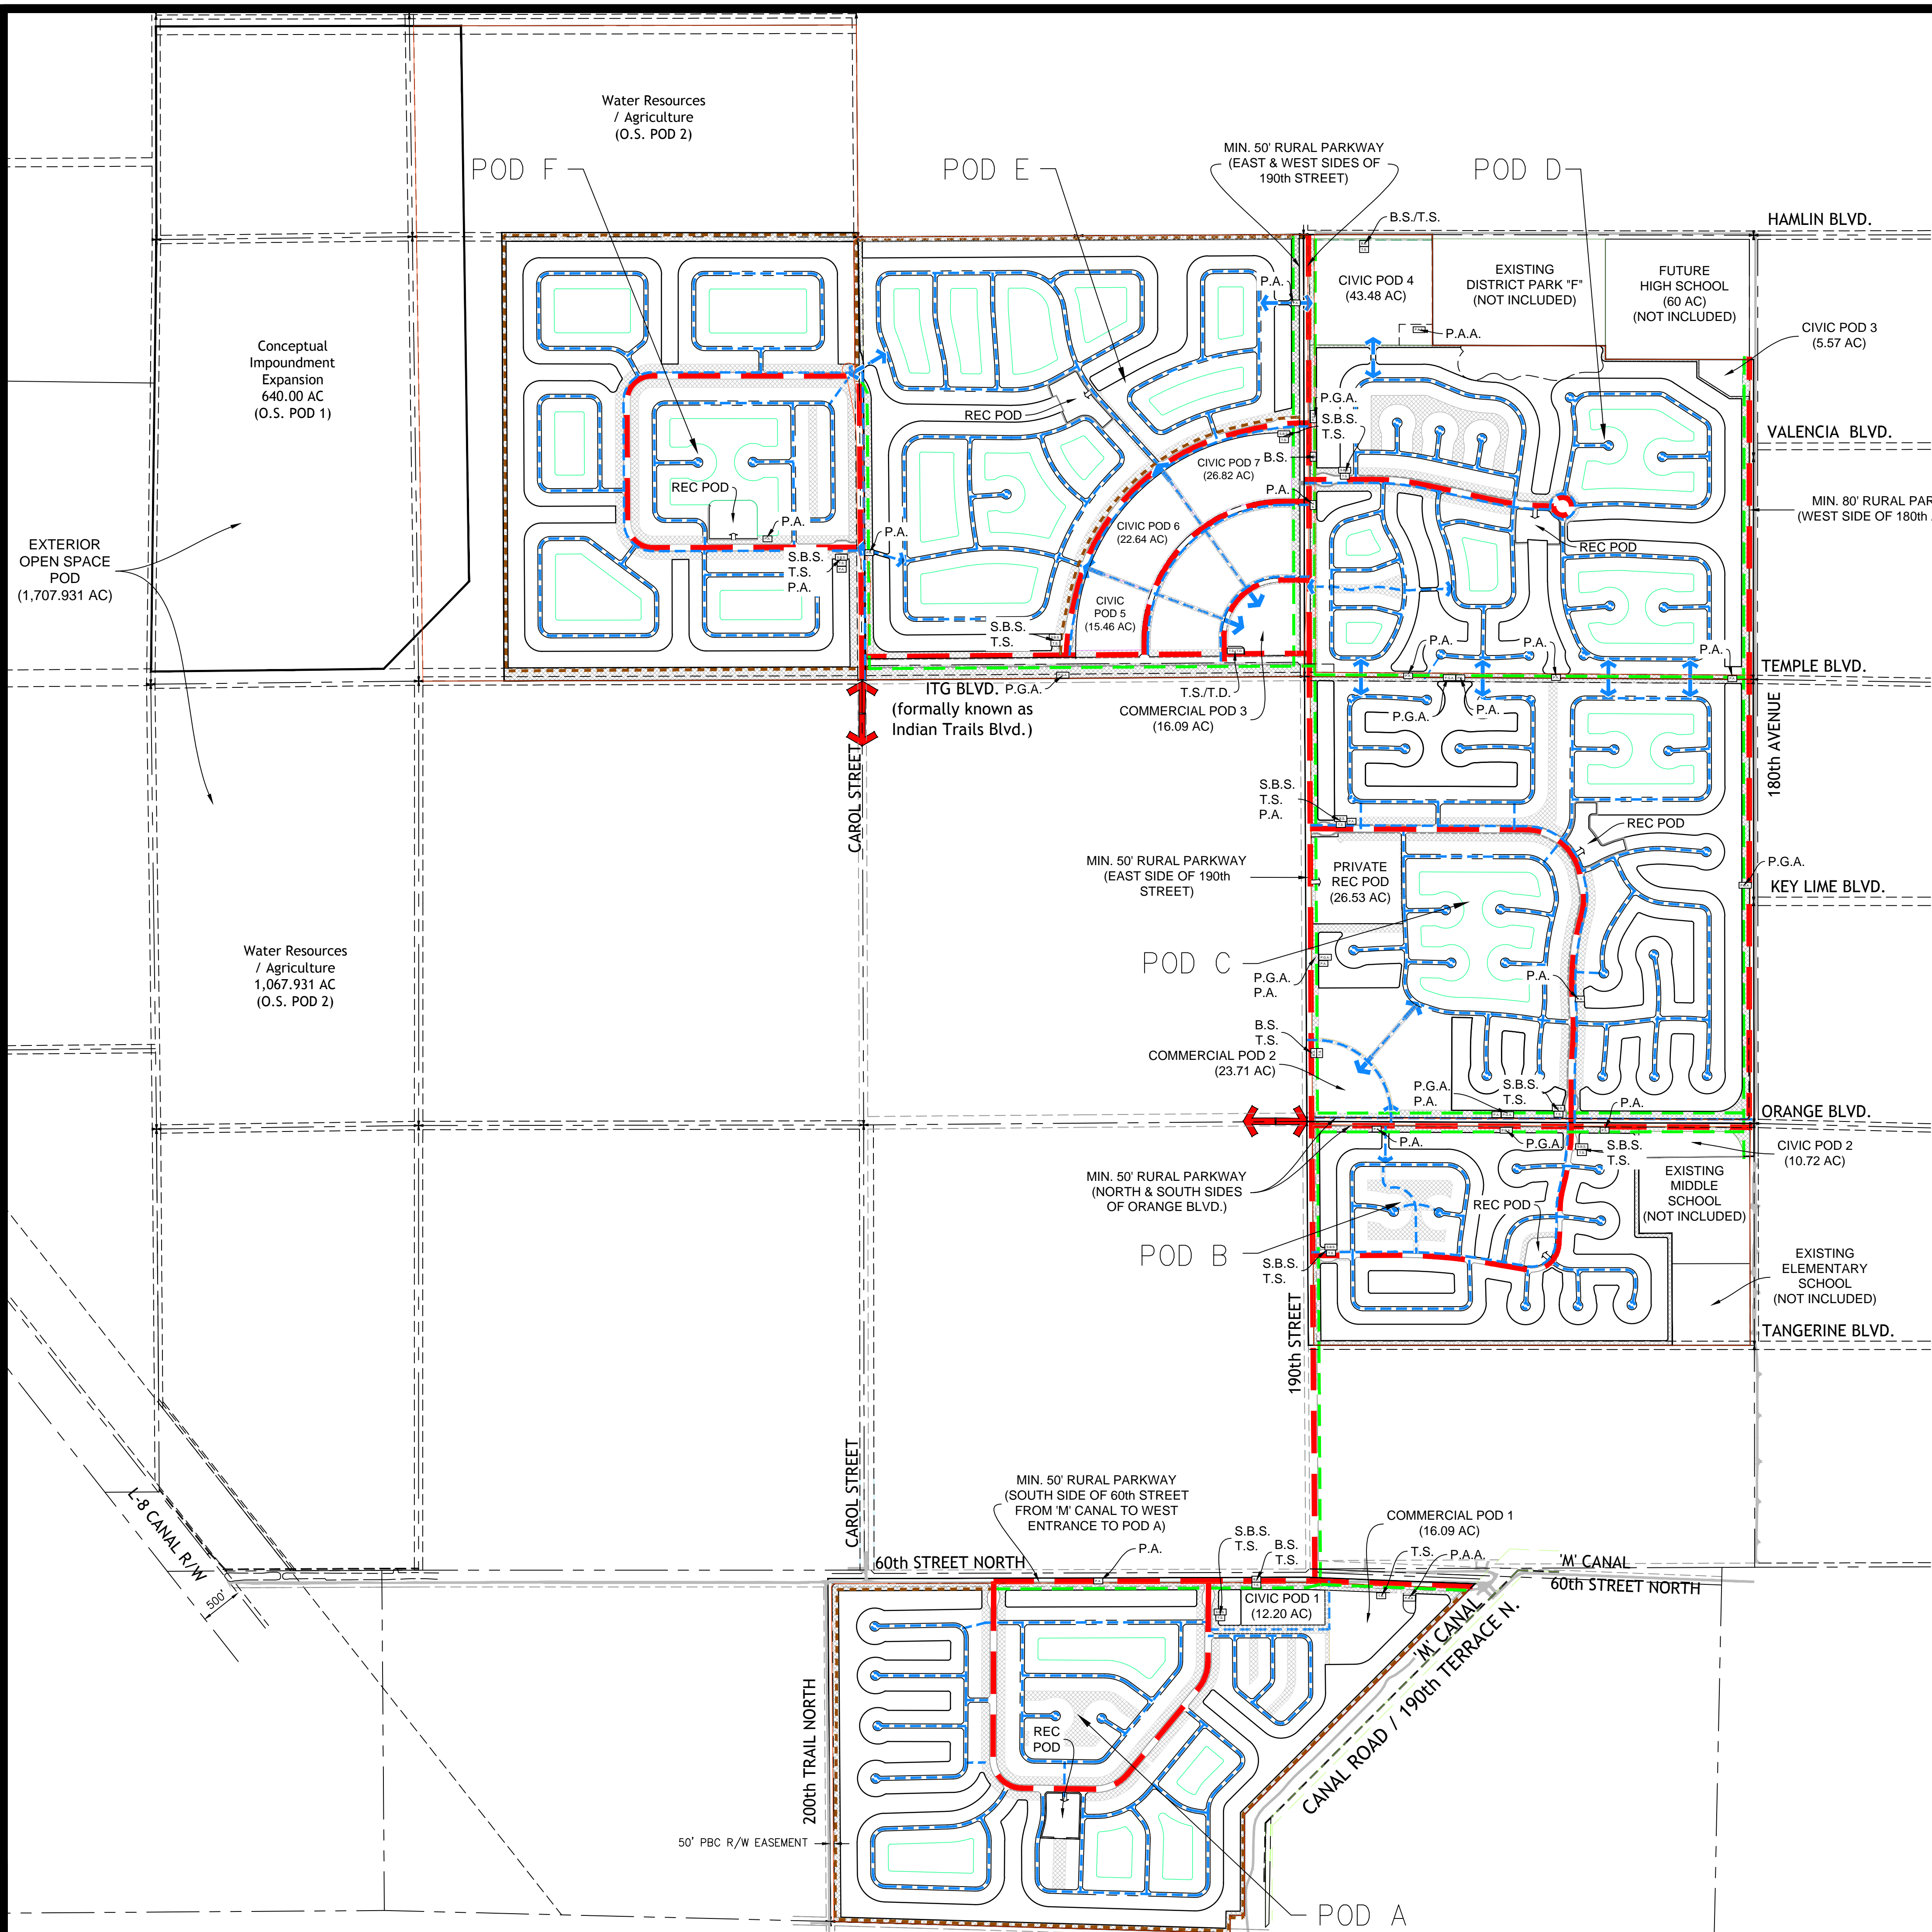 Water Resources
/ Agriculture
(O.S. POD 2)
POD F
POD E
MIN. 50' RURAL PARKWAY
(EAST & WEST SIDES OF
190th STREET)
POD D
B.S./T.S.
HAMLIN BLVD.
P.A.
CIVIC POD 4
(43.48 AC)
EXISTING
DISTRICT PARK "F"
(NOT INCLUDED)
FUTURE
HIGH SCHOOL
(60 AC)
(NOT INCLUDED)
CIVIC POD 3
(5.57 AC)
P.A.A.
Conceptual
Impoundment
Expansion
640.00 AC
(O.S. POD 1)
REC POD
P.G.A.
S.B.S.
T.S.
VALENCIA BLVD.
CIVIC POD 7
(26.82 AC)
B.S.
P.A.
REC POD
MIN. 80' RURAL PAR
(WEST SIDE OF 180th
P.A.
P.A.
CIVIC POD 6
(22.64 AC)
REC POD
EXTERIOR
OPEN SPACE
POD
(1,707.931 AC)
S.B.S.
T.S.
P.A.
CIVIC
POD 5
(15.46 AC)
S.B.S.
T.S.
P.A.
P.A.
P.A.
TEMPLE BLVD.
ITG BLVD.
P.G.A.
(formally known as
Indian Trails Blvd.)
T.S./T.D.
COMMERCIAL POD 3
(16.09 AC)
P.G.A.
P.A.
180th AVENUE
CAROL STREET
S.B.S.
T.S.
P.A.
REC POD
MIN. 50' RURAL PARKWAY
(EAST SIDE OF 190th
STREET)
PRIVATE
REC POD
(26.53 AC)
P.G.A.
KEY LIME BLVD.
Water Resources
/ Agriculture
1,067.931 AC
(O.S. POD 2)
POD C
P.G.A.
P.A.
P.A.
B.S.
T.S.
COMMERCIAL POD 2
(23.71 AC)
P.G.A.
P.A.
S.B.S.
T.S.
P.A.
ORANGE BLVD.
P.A.
P.G.A
S.B.S.
T.S.
CIVIC POD 2
(10.72 AC)
MIN. 50' RURAL PARKWAY
(NORTH & SOUTH SIDES
OF ORANGE BLVD.)
EXISTING
MIDDLE
SCHOOL
(NOT INCLUDED)
REC POD
POD B
S.B.S.
T.S.
EXISTING
ELEMENTARY
SCHOOL
(NOT INCLUDED)
190th STREET
TANGERINE BLVD.
CAROL STREET
MIN. 50' RURAL PARKWAY
(SOUTH SIDE OF 60th STREET
FROM 'M' CANAL TO WEST
ENTRANCE TO POD A)
L-8 CANAL R/W
500'
60th STREET NORTH
P.A.
S.B.S.
T.S.
B.S.
T.S.
COMMERCIAL POD 1
(16.09 AC)
T.S.
P.A.A.
'M' CANAL
60th STREET NORTH
CIVIC POD 1
(12.20 AC)
'M' CANAL
CANAL ROAD / 190th TERRACE N.
200th TRAIL NORTH
REC
POD
50' PBC R/W EASEMENT
POD A